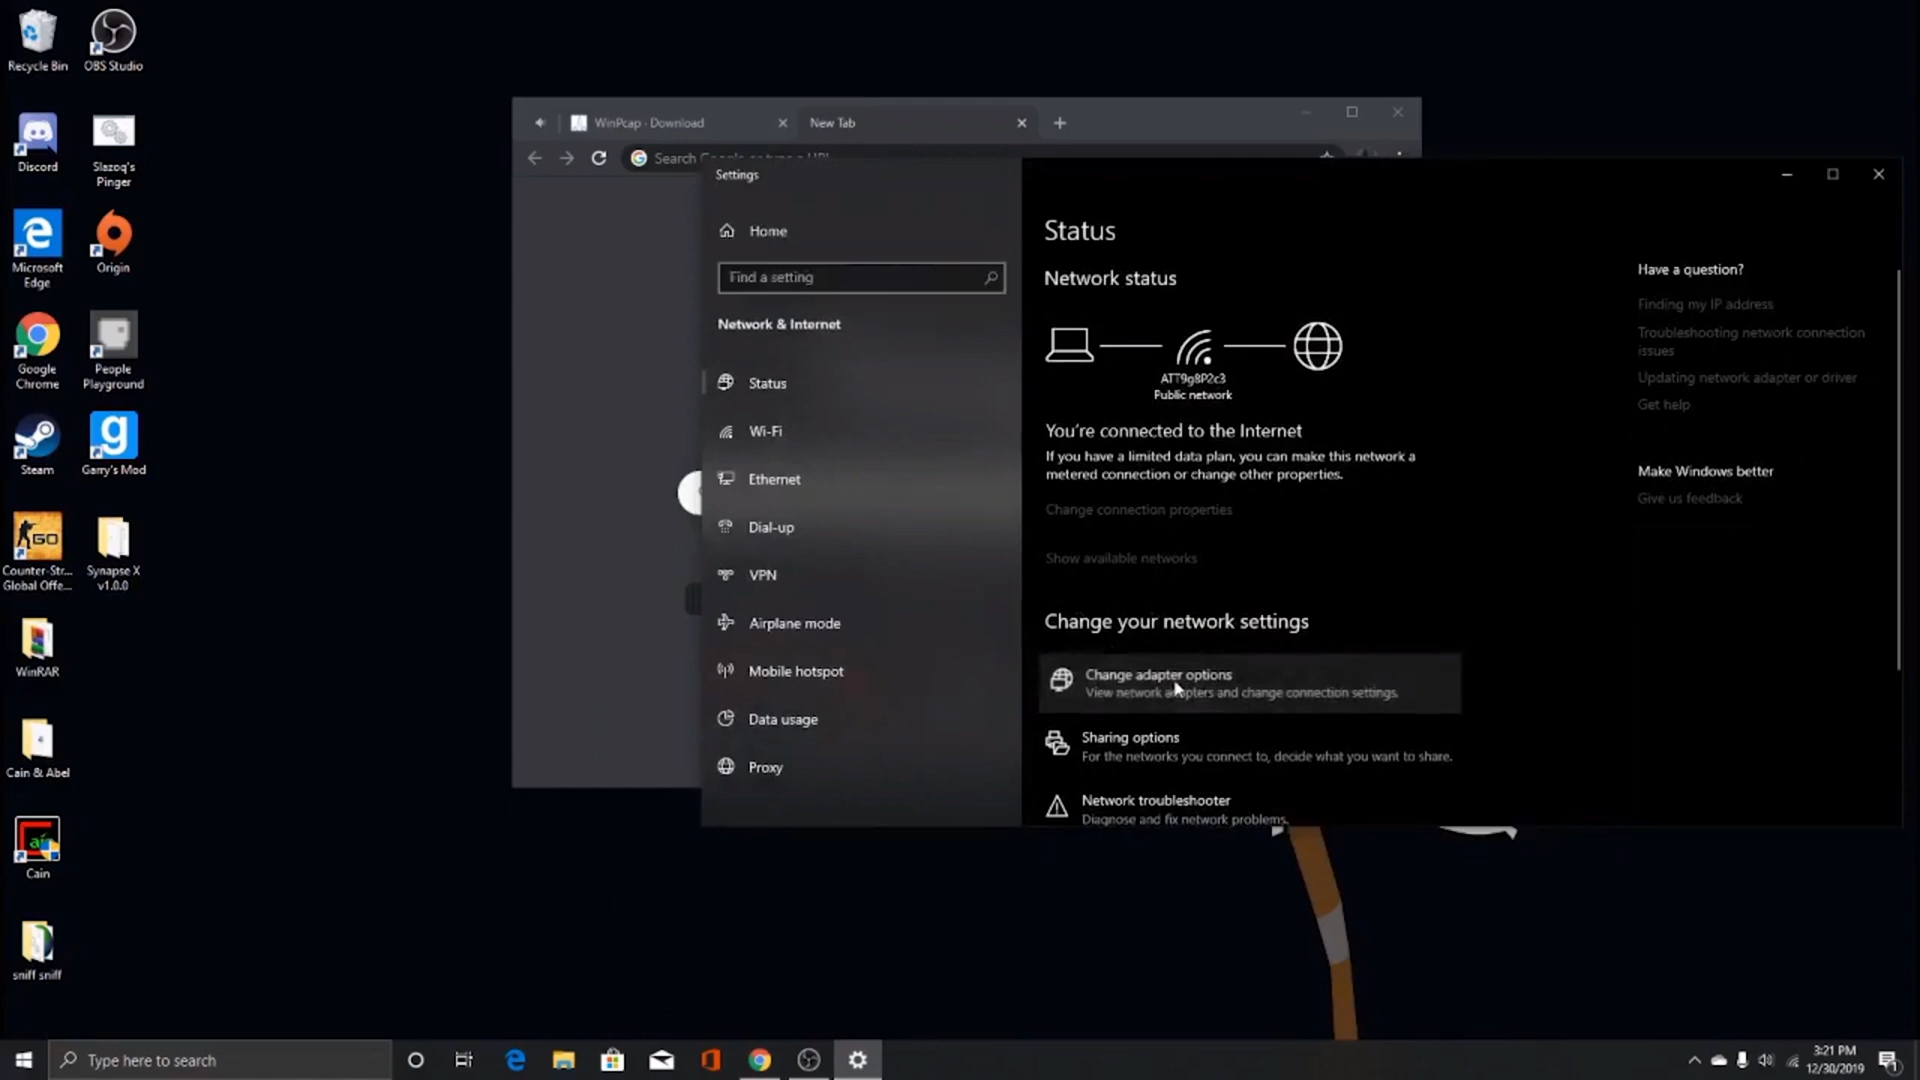 Recycle Bin
OBS Studio
Discord
Slazoq's
Pinger
Microsoft
Edge
Origin
Google
Chrome
People
Playground
Steam
Garry's Mod
GO
Counter-Str...
Global Offe...
Synapse X
v1.0.0
WinRAR
Cain & Abel
Cain
sniff sniff
WinPcap - Download
New Tab
Search Google or type a URL
Settings
Home
Find a setting
Network & Internet
Status
Wi-Fi
Ethernet
Dial-up
VPN
Airplane mode
Mobile hotspot
Data usage
Proxy
Status
Network status
ATT9g8P2c3
Public network
You're connected to the Internet
If you have a limited data plan, you can make this network a
metered connection or change other properties.
Change connection properties
Show available networks
Change your network settings
Change adapter options
View network adapters and change connection settings.
Sharing options
For the networks you connect to, decide what you want to share.
Network troubleshooter
Diagnose and fix network problems.
Have a question?
Finding my IP address
Troubleshooting network connection
issues
Updating network adapter or driver
Get help
Make Windows better
Give us feedback
Type here to search
3:21 PM
12/30/2019
1